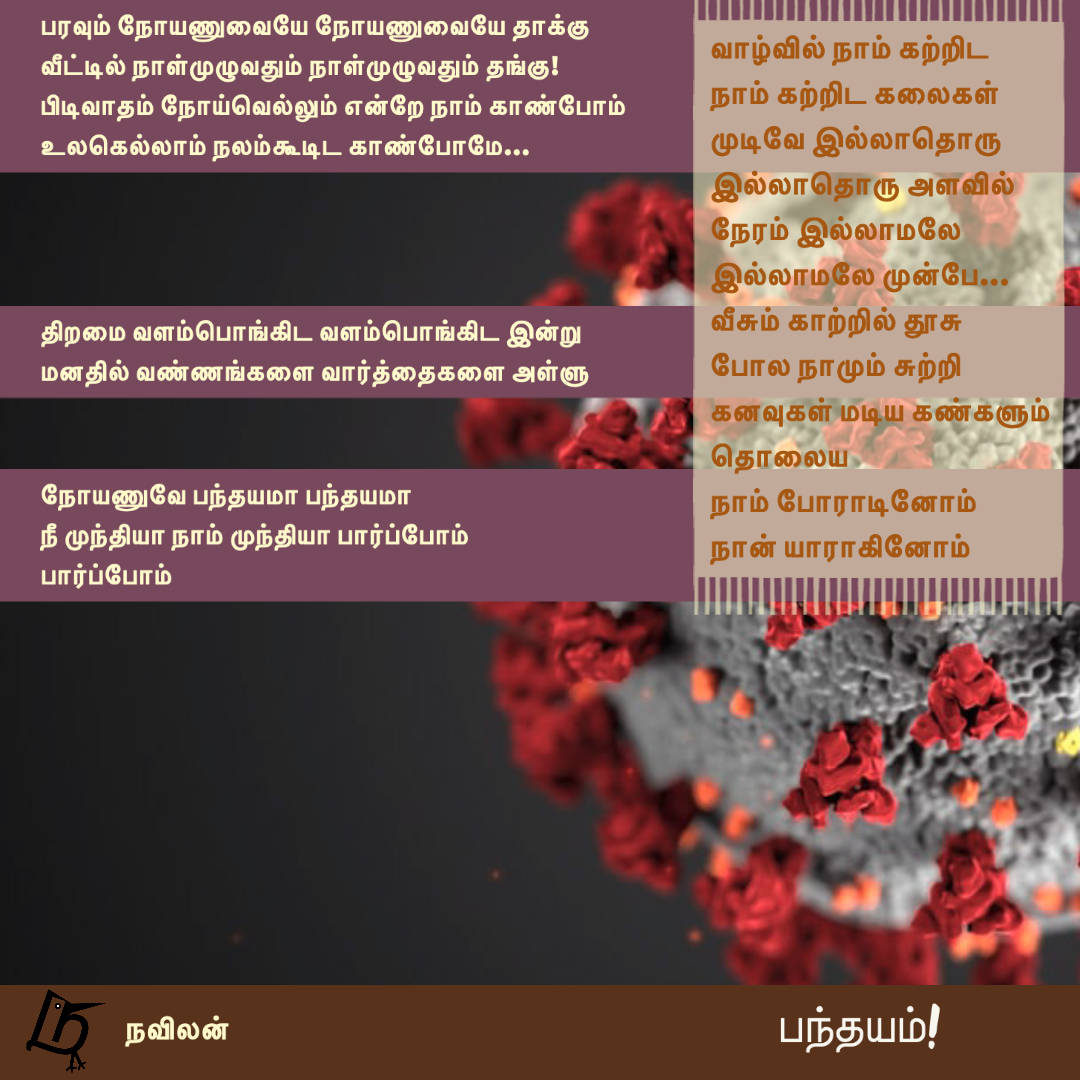 பரவும் நோயணுவையே நோயணுவையே தாக்கு
வீட்டில் நாள்முழுவதும் நாள்முழுவதும் தங்கு!
பிடிவாதம் நோய்வெல்லும் என்றே நாம் காண்போம்
உலகெல்லாம் நலம்கூடிட காண்போமே...
திறமை வளம்பொங்கிட வளம்பொங்கிட இன்று
மனதில் வண்ணங்களை வார்த்தைகளை அள்ளு
நோயணுவே பந்தயமா பந்தயமா
நீ முந்தியா நாம் முந்தியா பார்ப்போம்
பார்ப்போம்
வாழ்வில் நாம் கற்றிட
நாம் கற்றிட கலைகள்
முடிவே இல்லாதொரு
இல்லாதொரு அளவில்
நேரம் இல்லாமலே
இல்லாமலே முன்பே...
வீசும் காற்றில் தூசு
போல நாமும் சுற்றி
கனவுகள் மடிய கண்களும்
தொலைய
நாம் போராடினோம்
நான் யாராகினோம்
நவிலன்
பந்தயம்!